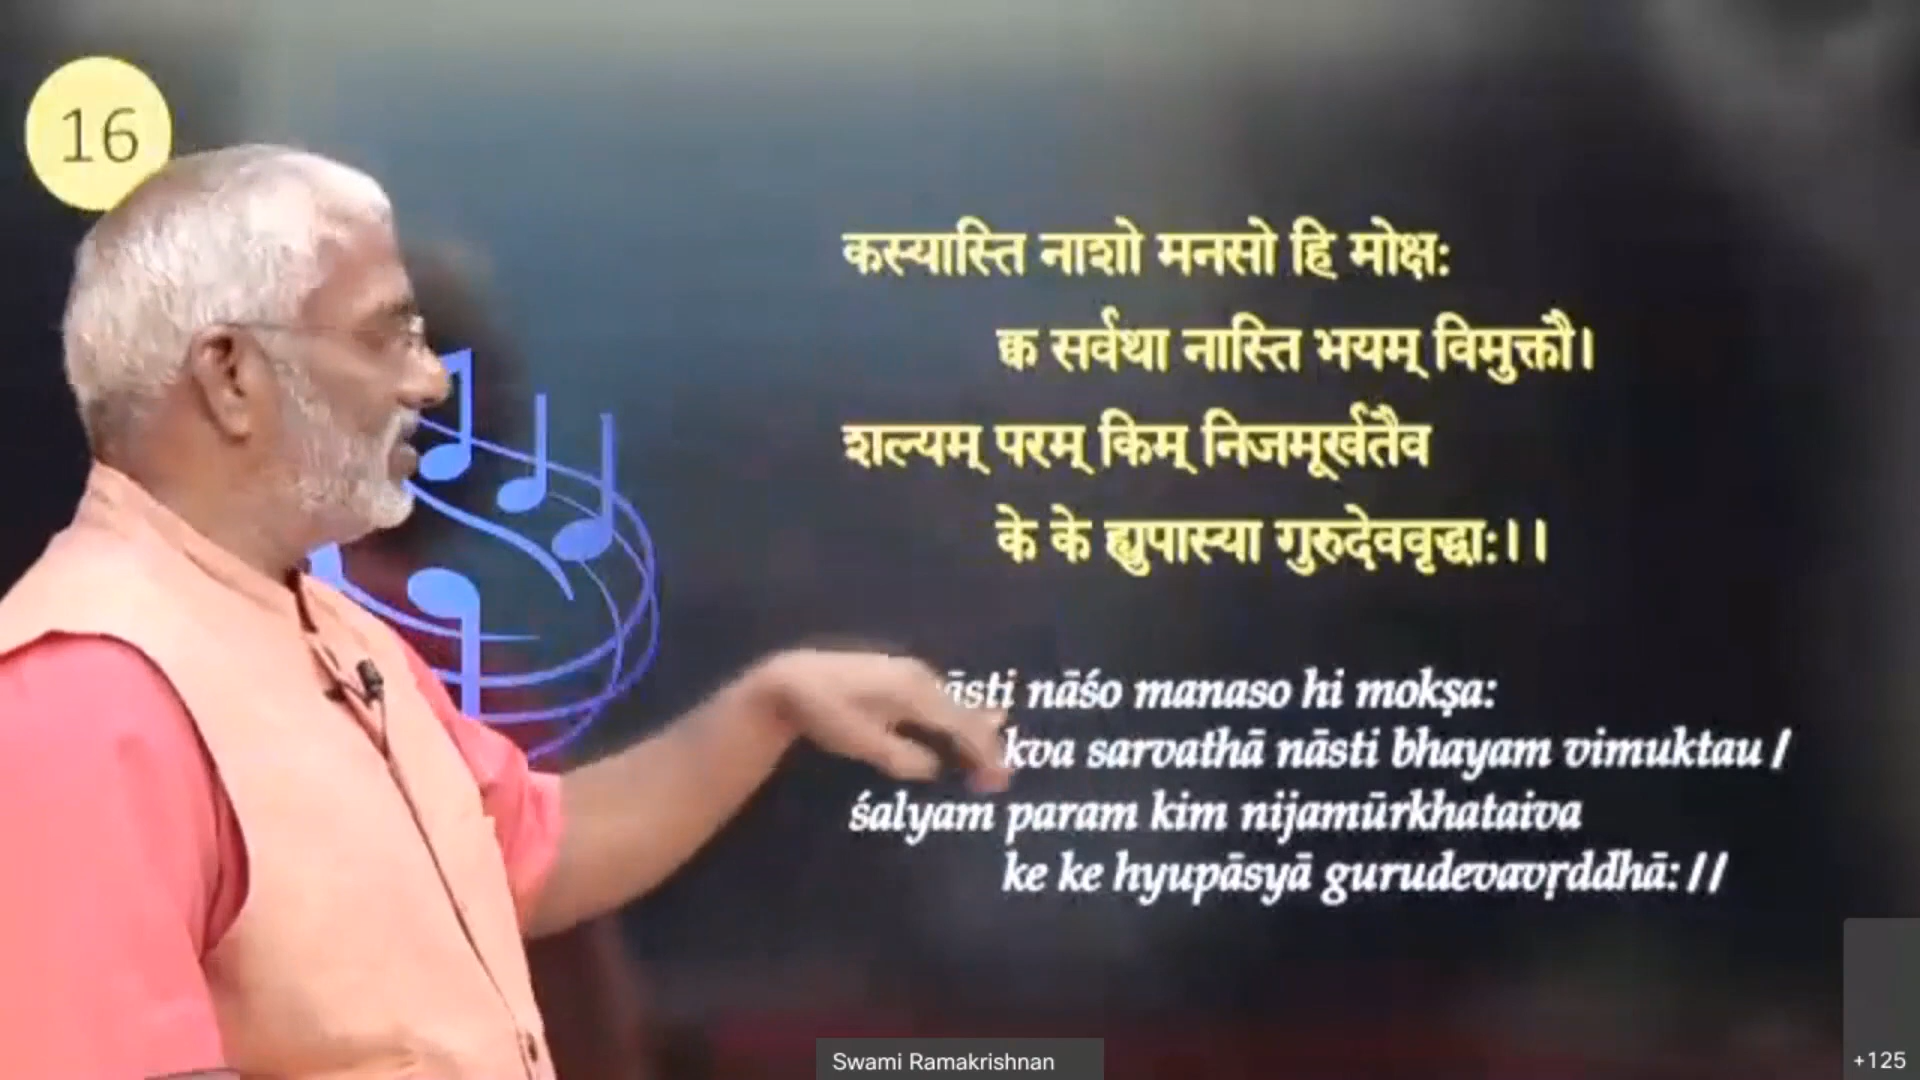 16
कस्यास्ति नाशो मनसो हि मोक्ष:
क्व सर्वथा नास्ति भयम् विमुक्तौ।
शल्यम् परम् किम् निजमूर्खतैव
के के ह्युपास्या गुरुदेववृद्धा:।।
nāśo manaso hi mokṣa:
kva sarvathā nāsti bhayam vimuktau /
śalyam param kim nijamūrkhataiva
ke ke hyupāsyā gurudevavṛddhā: //
Swami Ramakrishnan
+125